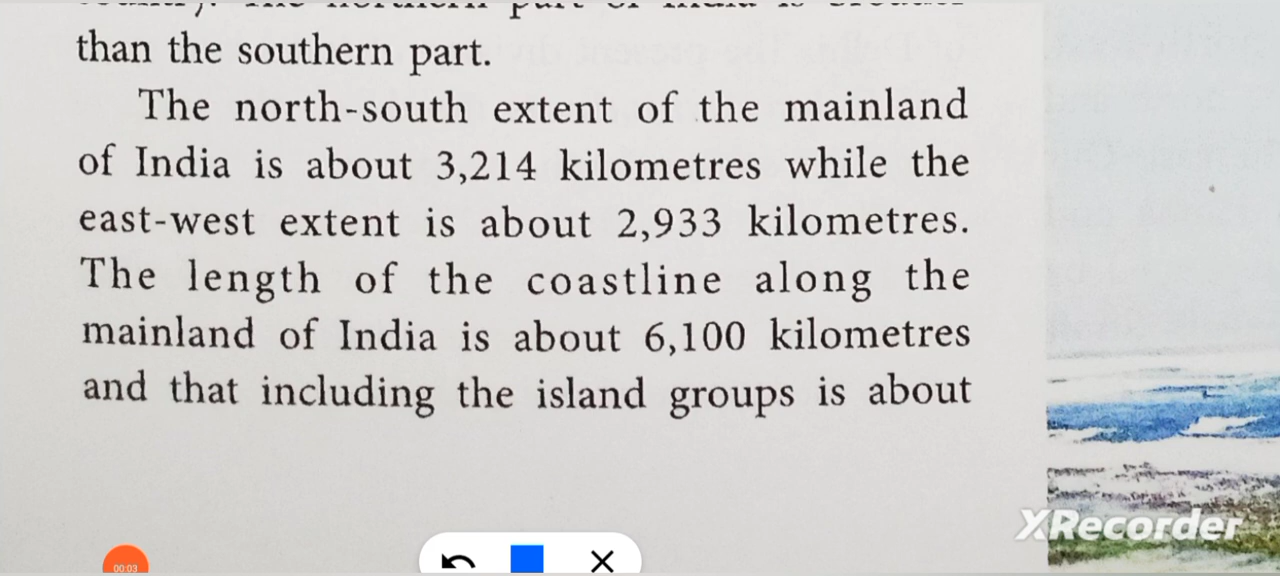 than the southern part.
The north-south extent of the mainland
of India is about 3,214 kilometres while the
east-west extent is about 2,933 kilometres.
The length of the coastline along the
mainland of India is about 6,100 kilometres
and that including the island groups is about
XRecorder
00:03